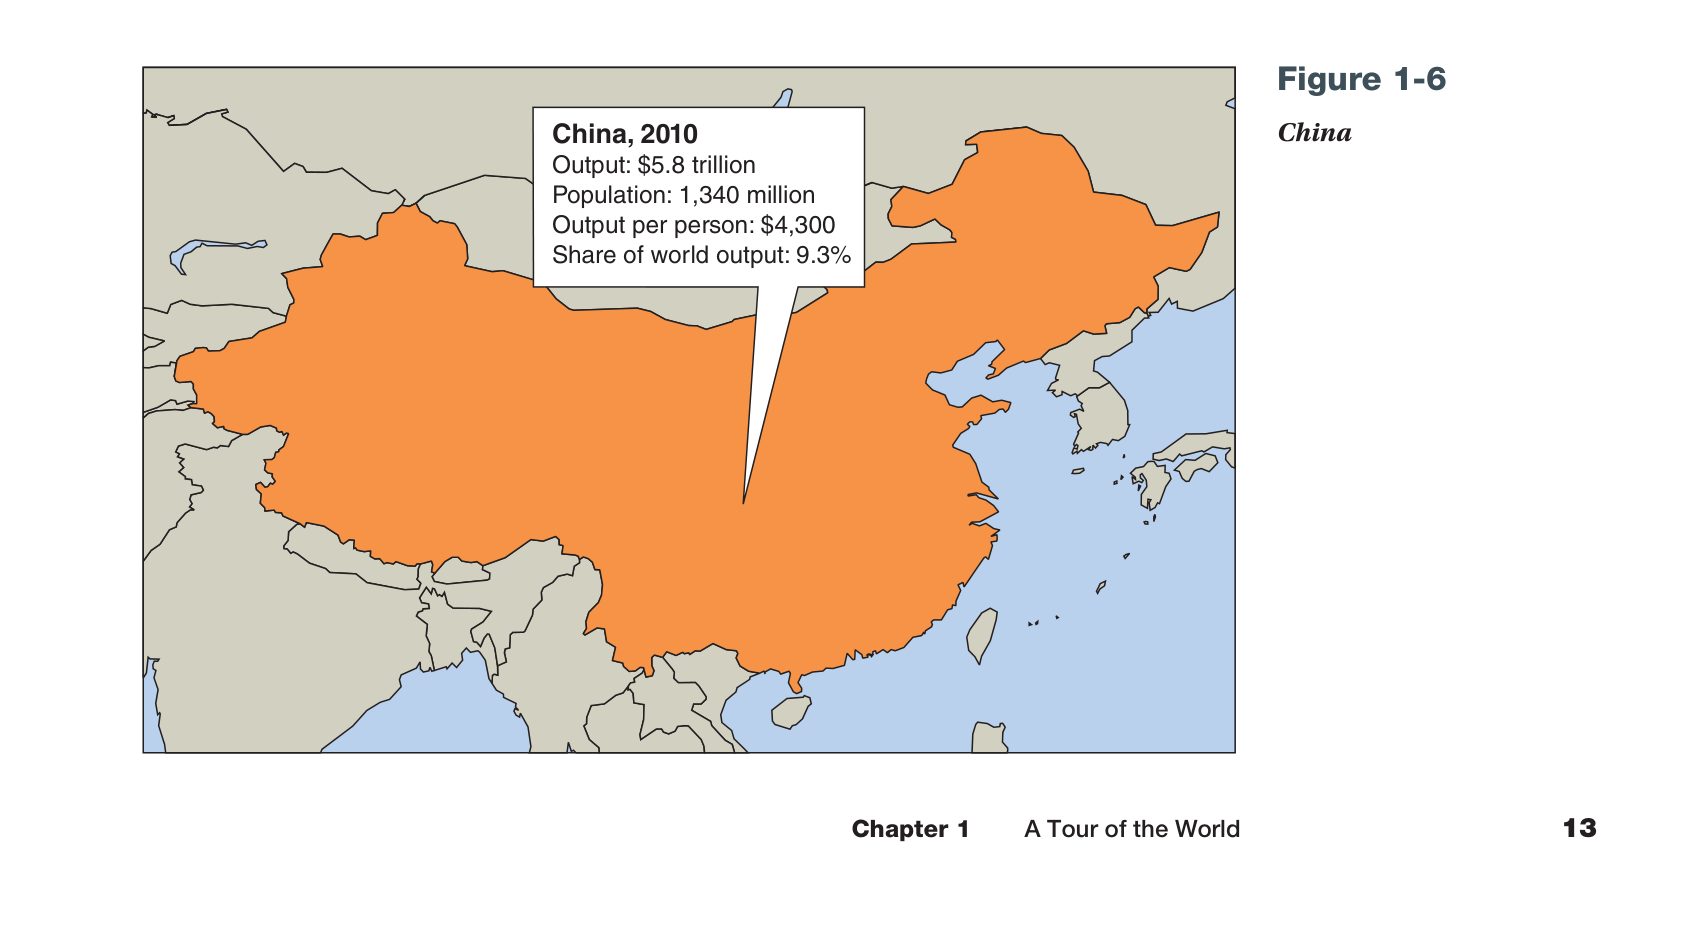 Figure 1-6
China
China, 2010
Output: $5.8 trillion
Population: 1,340 million
Output per person: $4,300
Share of world output: 9.3%
Chapter 1 A Tour of the World 13